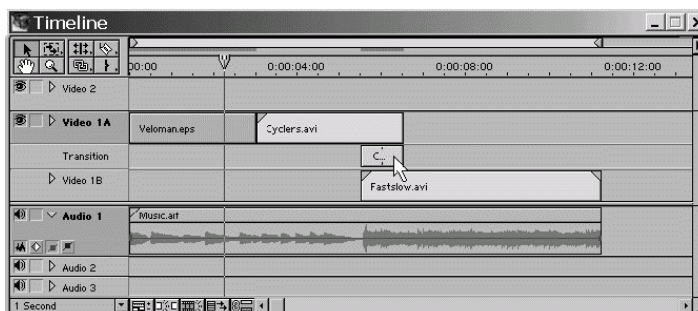 Timeline
00:00 0:00:04:00 0:00:08:00 0:00:12:00
Video 2
Video 1A Veloman.eps Cyclers.avi
Transition C...
Video 1B Fastslow.avi
Audio 1 Music.aif
Audio 2
Audio 3
1 Second